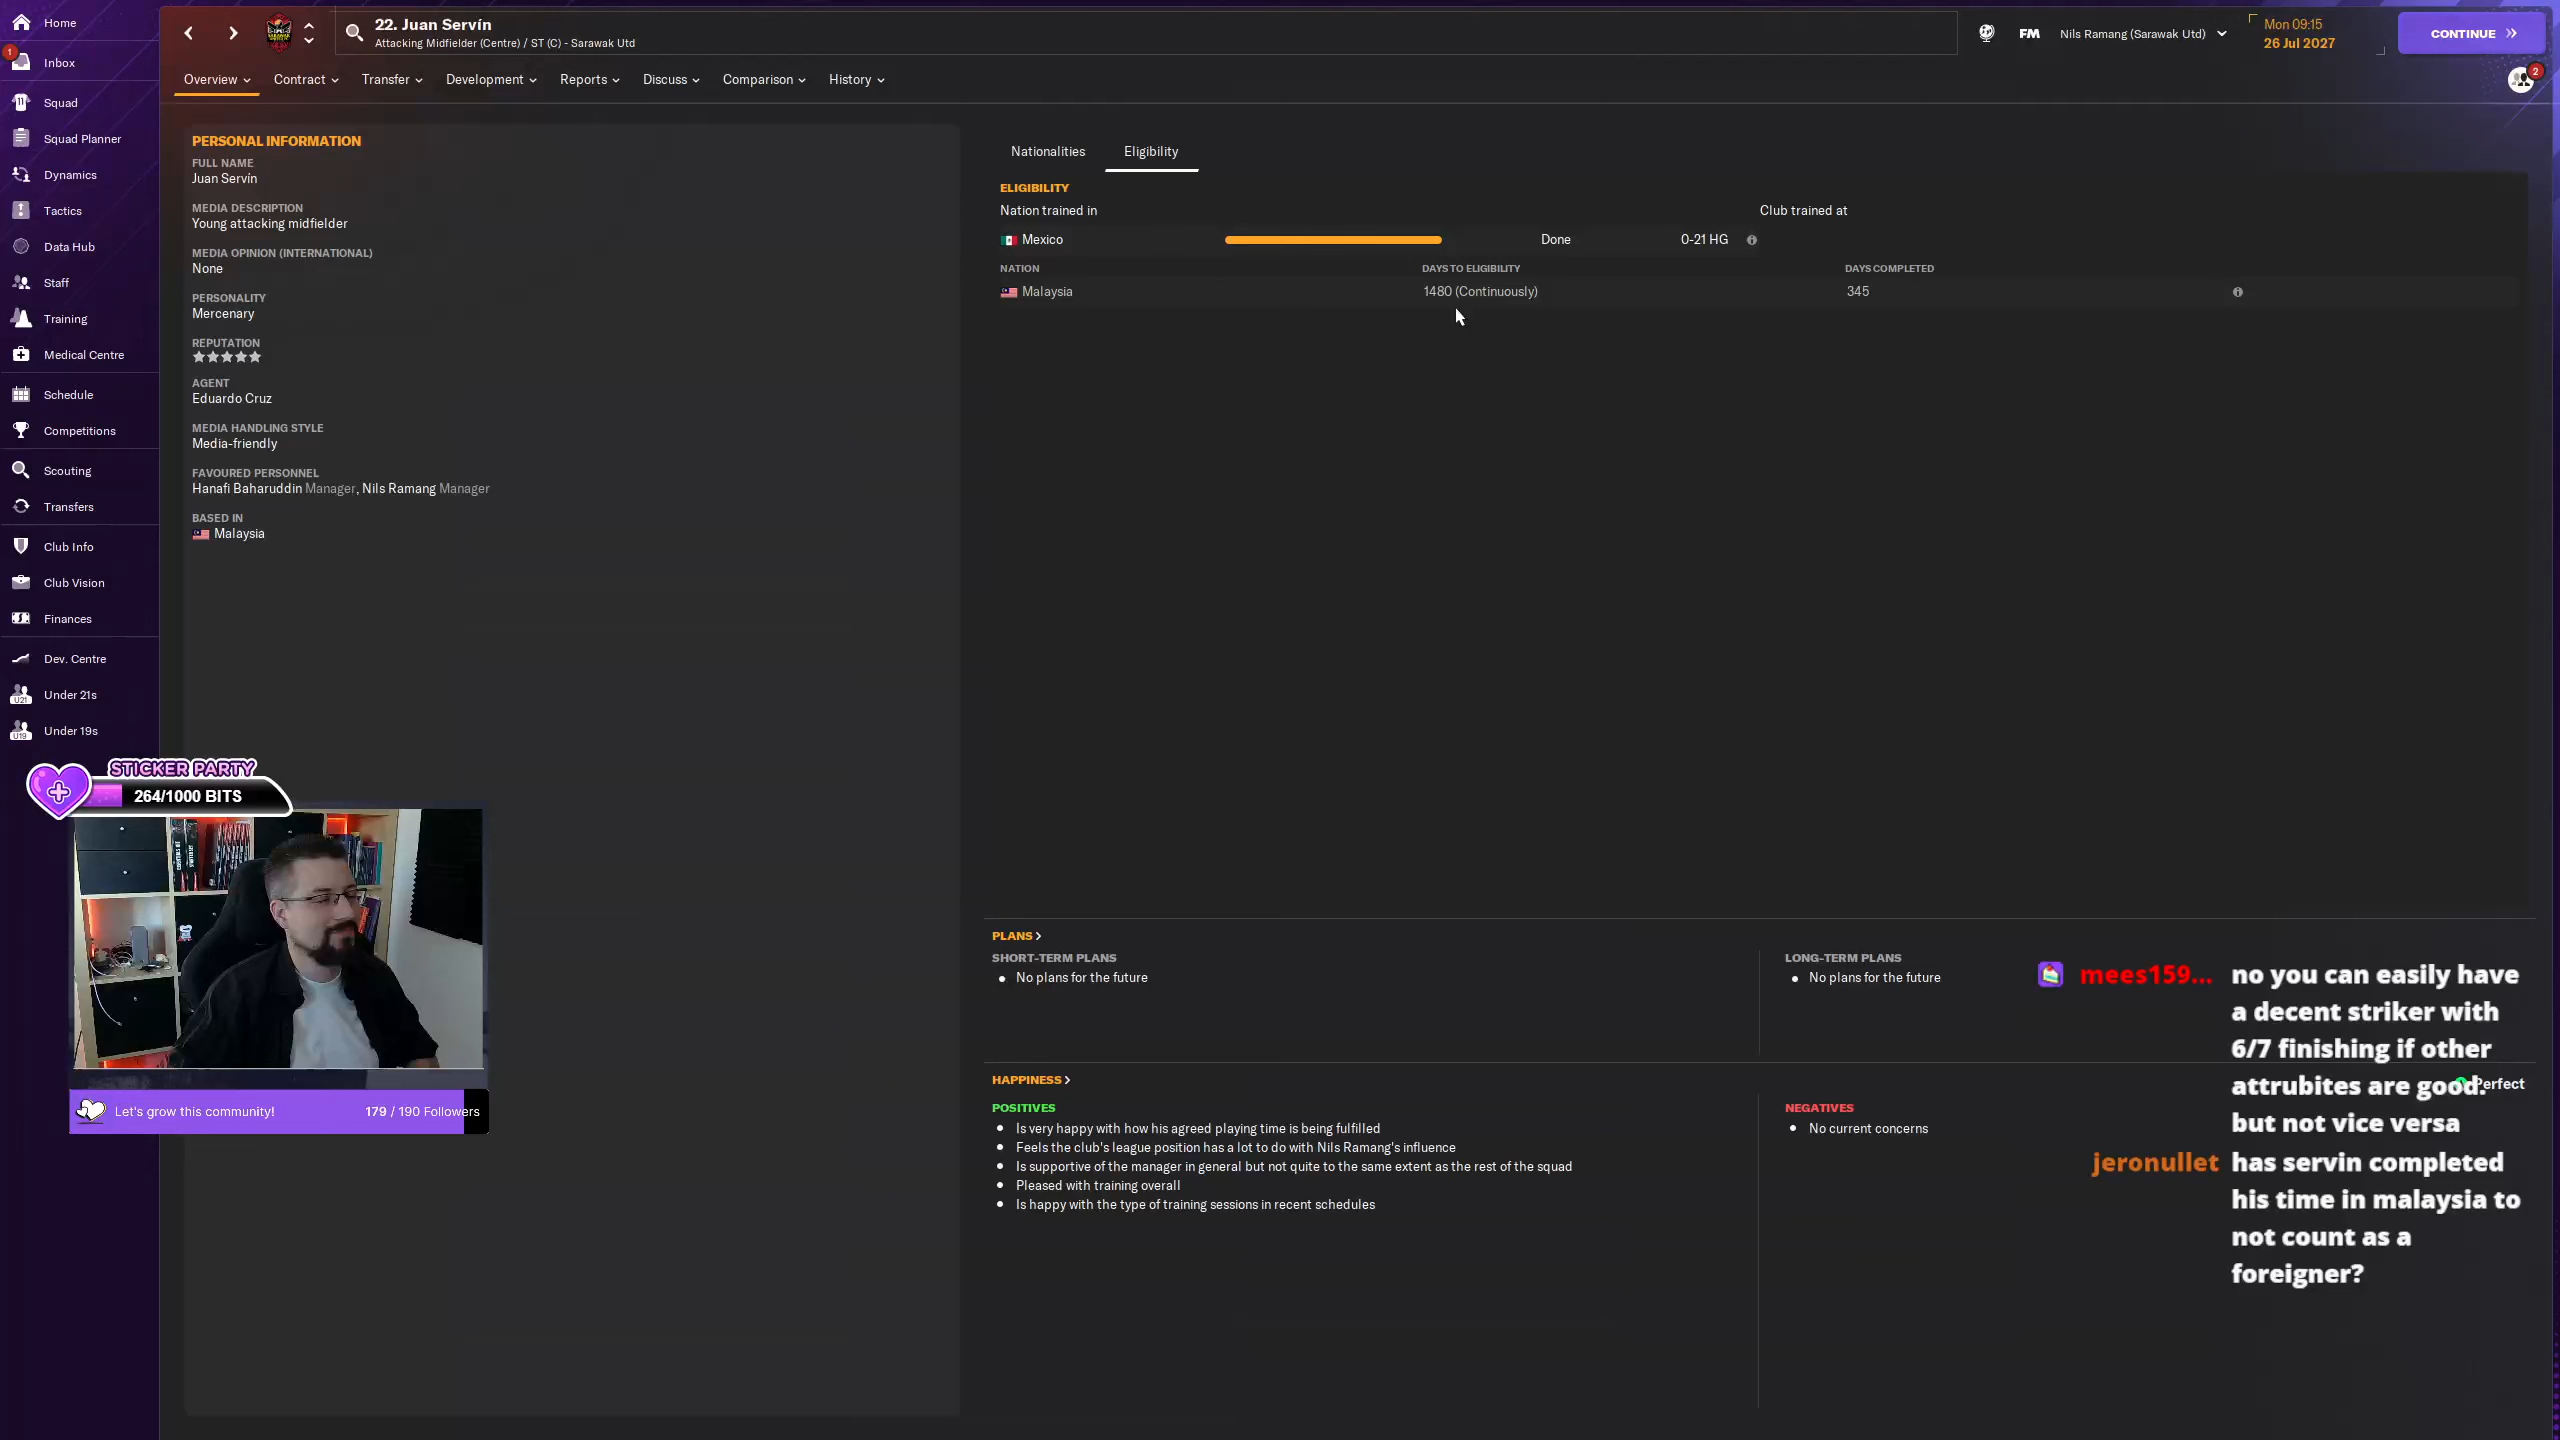 Home
1
Inbox
Squad
Squad Planner
Dynamics
Tactics
Data Hub
Staff
Training
Medical Centre
Schedule
Competitions
Scouting
Transfers
Club Info
Club Vision
Finances
Dev. Centre
U21
Under 21s
U19
Under 19s
22. Juan Servín
Attacking Midfielder (Centre) / ST (C) - Sarawak Utd
FM
Nils Ramang (Sarawak Utd)
Mon 09:15
26 Jul 2027
CONTINUE
2
Overview
Contract
Transfer
Development
Reports
Discuss
Comparison
History
PERSONAL INFORMATION
FULL NAME
Juan Servín
MEDIA DESCRIPTION
Young attacking midfielder
MEDIA OPINION (INTERNATIONAL)
None
PERSONALITY
Mercenary
REPUTATION
AGENT
Eduardo Cruz
MEDIA HANDLING STYLE
Media-friendly
FAVOURED PERSONNEL
Hanafi Baharuddin Manager, Nils Ramang Manager
BASED IN
Malaysia
Nationalities
Eligibility
ELIGIBILITY
Nation trained in
Club trained at
Mexico Done 0-21 HG
NATION DAYS TO ELIGIBILITY DAYS COMPLETED
Malaysia 1480 (Continuously) 345
PLANS
SHORT-TERM PLANS
No plans for the future
LONG-TERM PLANS
No plans for the future
HAPPINESS
Perfect
POSITIVES
Is very happy with how his agreed playing time is being fulfilled
Feels the club's league position has a lot to do with Nils Ramang's influence
Is supportive of the manager in general but not quite to the same extent as the rest of the squad
Pleased with training overall
Is happy with the type of training sessions in recent schedules
NEGATIVES
No current concerns
STICKER PARTY
264/1000 BITS
Let's grow this community! 179 / 190 Followers
mees159... no you can easily have
a decent striker with
6/7 finishing if other
attrubites are good.
but not vice versa
jeronullet has servin completed
his time in malaysia to
not count as a
foreigner?